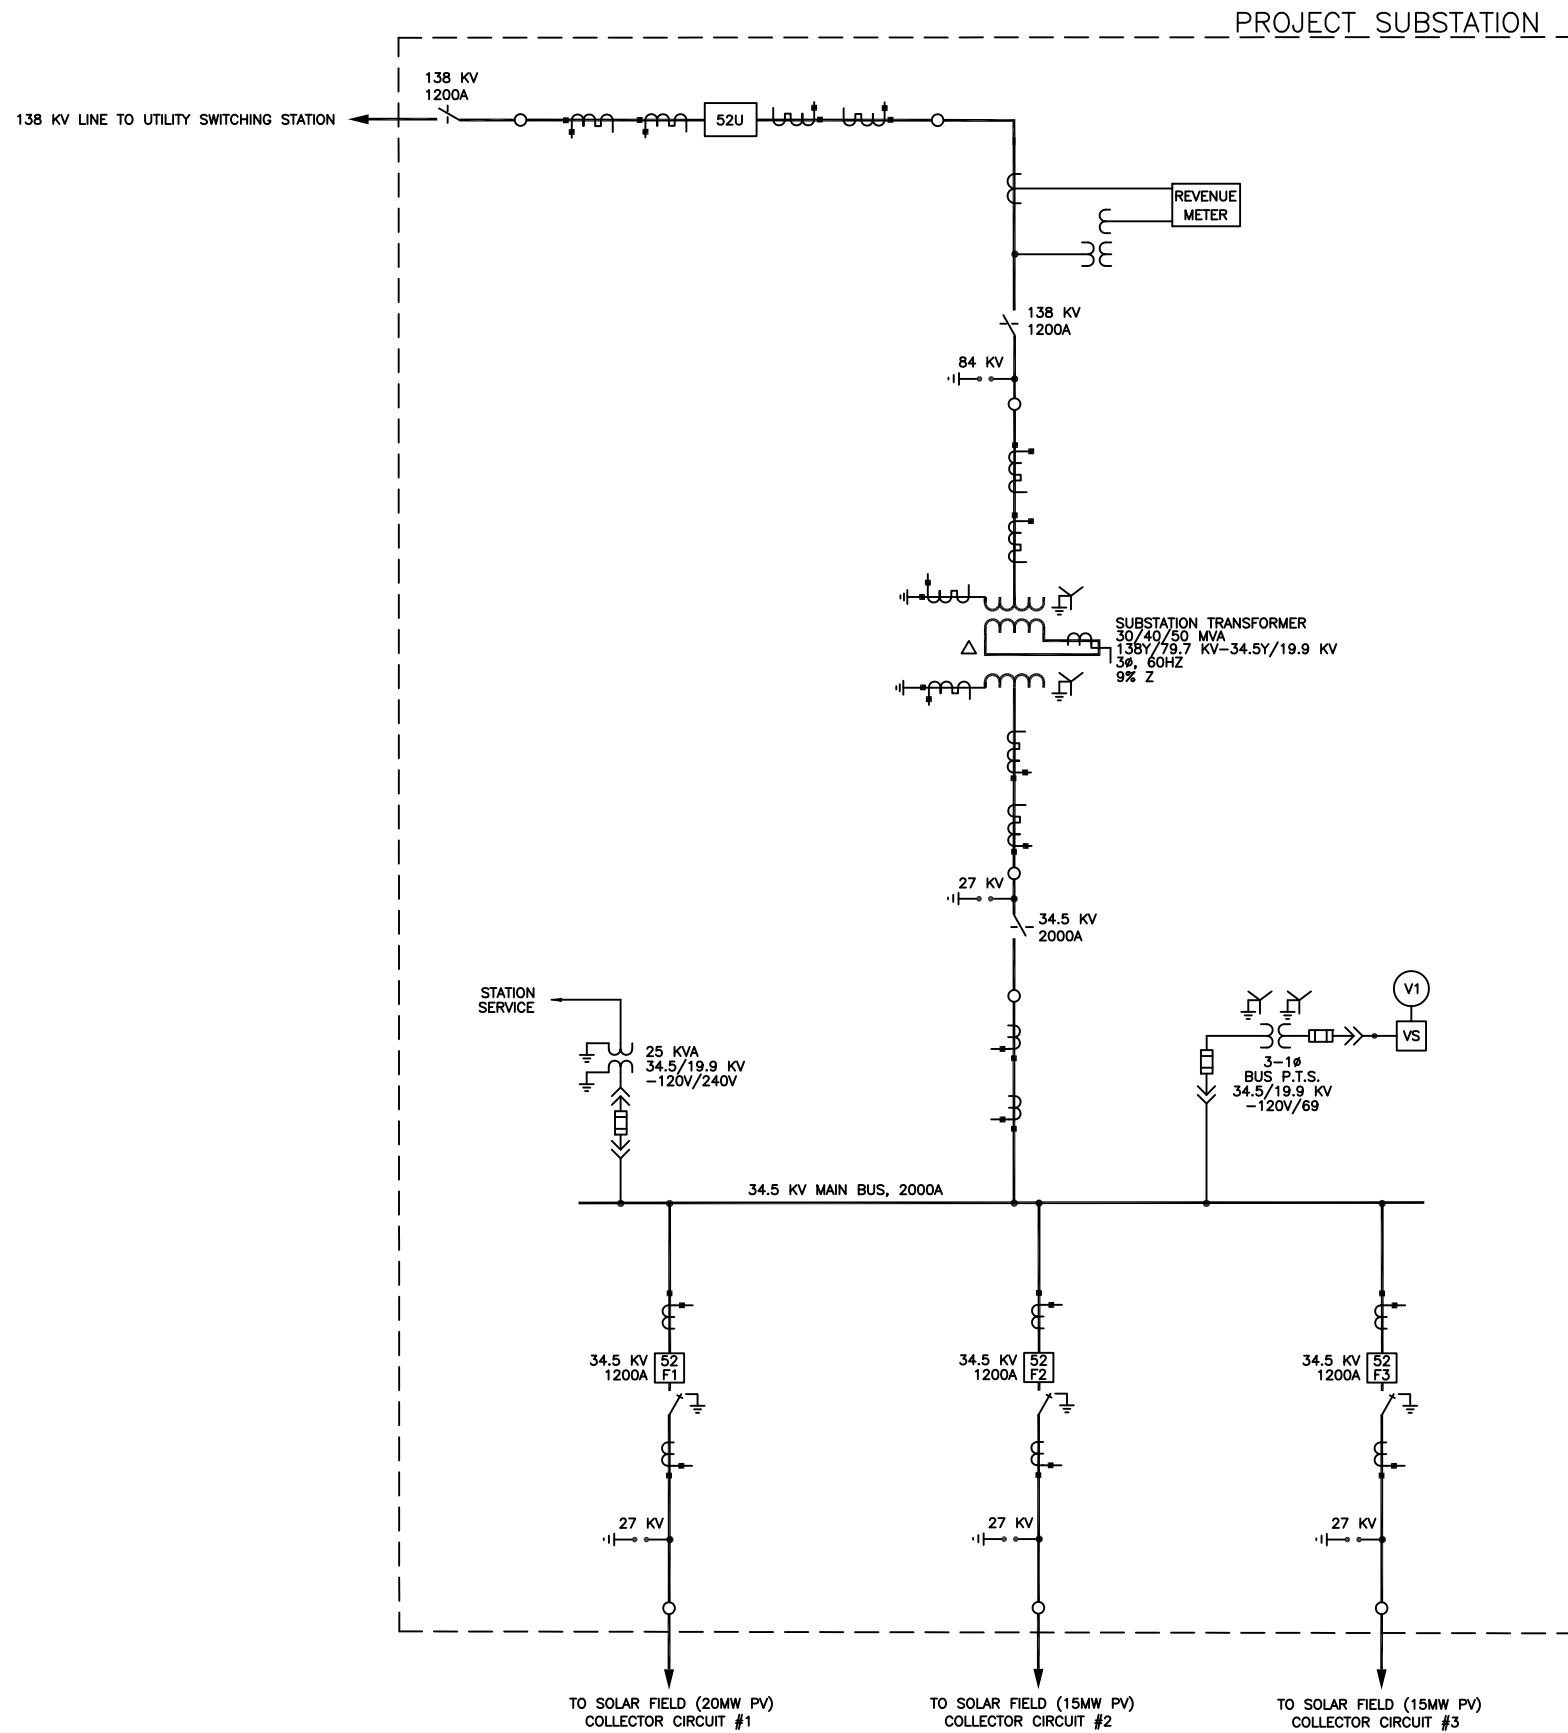 PROJECT SUBSTATION
138 KV
1200A
138 KV LINE TO UTILITY SWITCHING STATION
52U
REVENUE
METER
138 KV
1200A
84 KV
SUBSTATION TRANSFORMER
30/40/50 MVA
138Y/79.7 KV-34.5Y/19.9 KV
3ø, 60HZ
9% Z
27 KV
34.5 KV
2000A
STATION
SERVICE
25 KVA
34.5/19.9 KV
-120V/240V
V1
VS
3-1ø
BUS P.T.S.
34.5/19.9 KV
-120V/69
34.5 KV MAIN BUS, 2000A
34.5 KV
1200A
52
F1
34.5 KV
1200A
52
F2
34.5 KV
1200A
52
F3
27 KV
27 KV
27 KV
TO SOLAR FIELD (20MW PV)
COLLECTOR CIRCUIT #1
TO SOLAR FIELD (15MW PV)
COLLECTOR CIRCUIT #2
TO SOLAR FIELD (15MW PV)
COLLECTOR CIRCUIT #3